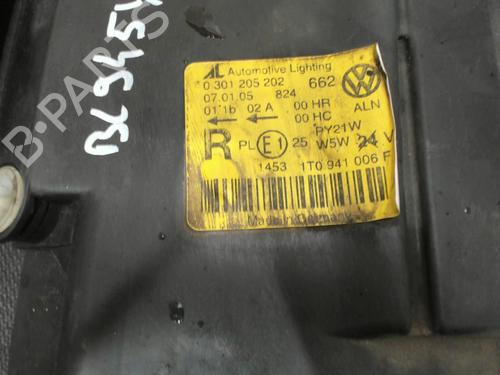 AL Automotive Lighting
0 301 205 202 662
07.01.05 824
01 1b 02 A 00 HR ALN
00 HC
PY21W
R PL E1 25 W5W 24 V
1453 1T0 941 006 F
Made in Germany
B-Parts